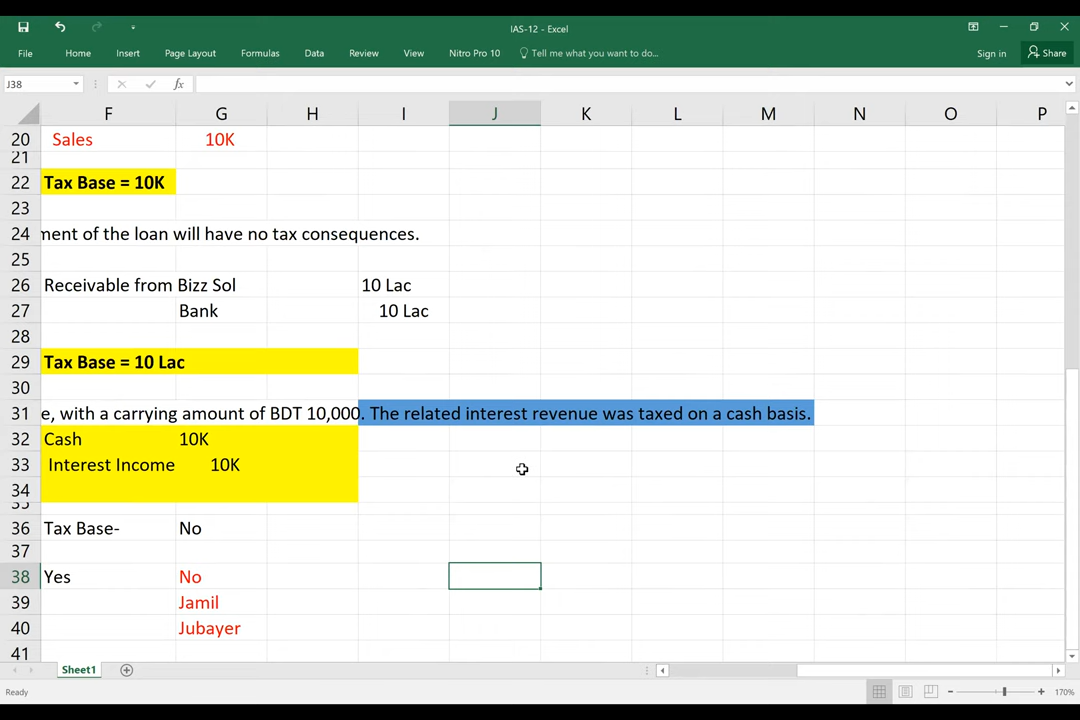 IAS-12 - Excel
File Home Insert Page Layout Formulas Data Review View Nitro Pro 10 Tell me what you want to do... Sign in Share
J38 fx
F G H I J K L M N O P
20 Sales 10K
21
22 Tax Base = 10K
23
24 ment of the loan will have no tax consequences.
25
26 Receivable from Bizz Sol 10 Lac
27 Bank 10 Lac
28
29 Tax Base = 10 Lac
30
31 e, with a carrying amount of BDT 10,000. The related interest revenue was taxed on a cash basis.
32 Cash 10K
33 Interest Income 10K
34
35
36 Tax Base- No
37
38 Yes No
39 Jamil
40 Jubayer
41
Sheet1
Ready 170%